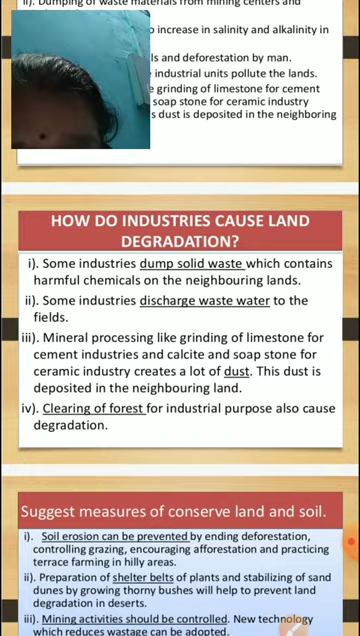 ii). Dumping of waste materials from mining centers and
o increase in salinity and alkalinity in
ls and deforestation by man.
industrial units pollute the lands.
e grinding of limestone for cement
soap stone for ceramic industry
s dust is deposited in the neighboring
HOW DO INDUSTRIES CAUSE LAND
DEGRADATION?
i). Some industries dump solid waste which contains
harmful chemicals on the neighbouring lands.
ii). Some industries discharge waste water to the
fields.
iii). Mineral processing like grinding of limestone for
cement industries and calcite and soap stone for
ceramic industry creates a lot of dust. This dust is
deposited in the neighbouring land.
iv). Clearing of forest for industrial purpose also cause
degradation.
Suggest measures of conserve land and soil.
i). Soil erosion can be prevented by ending deforestation,
controlling grazing, encouraging afforestation and practicing
terrace farming in hilly areas.
ii). Preparation of shelter belts of plants and stabilizing of sand
dunes by growing thorny bushes will help to prevent land
degradation in deserts.
iii). Mining activities should be controlled. New technology
which reduces wastage can be adopted.